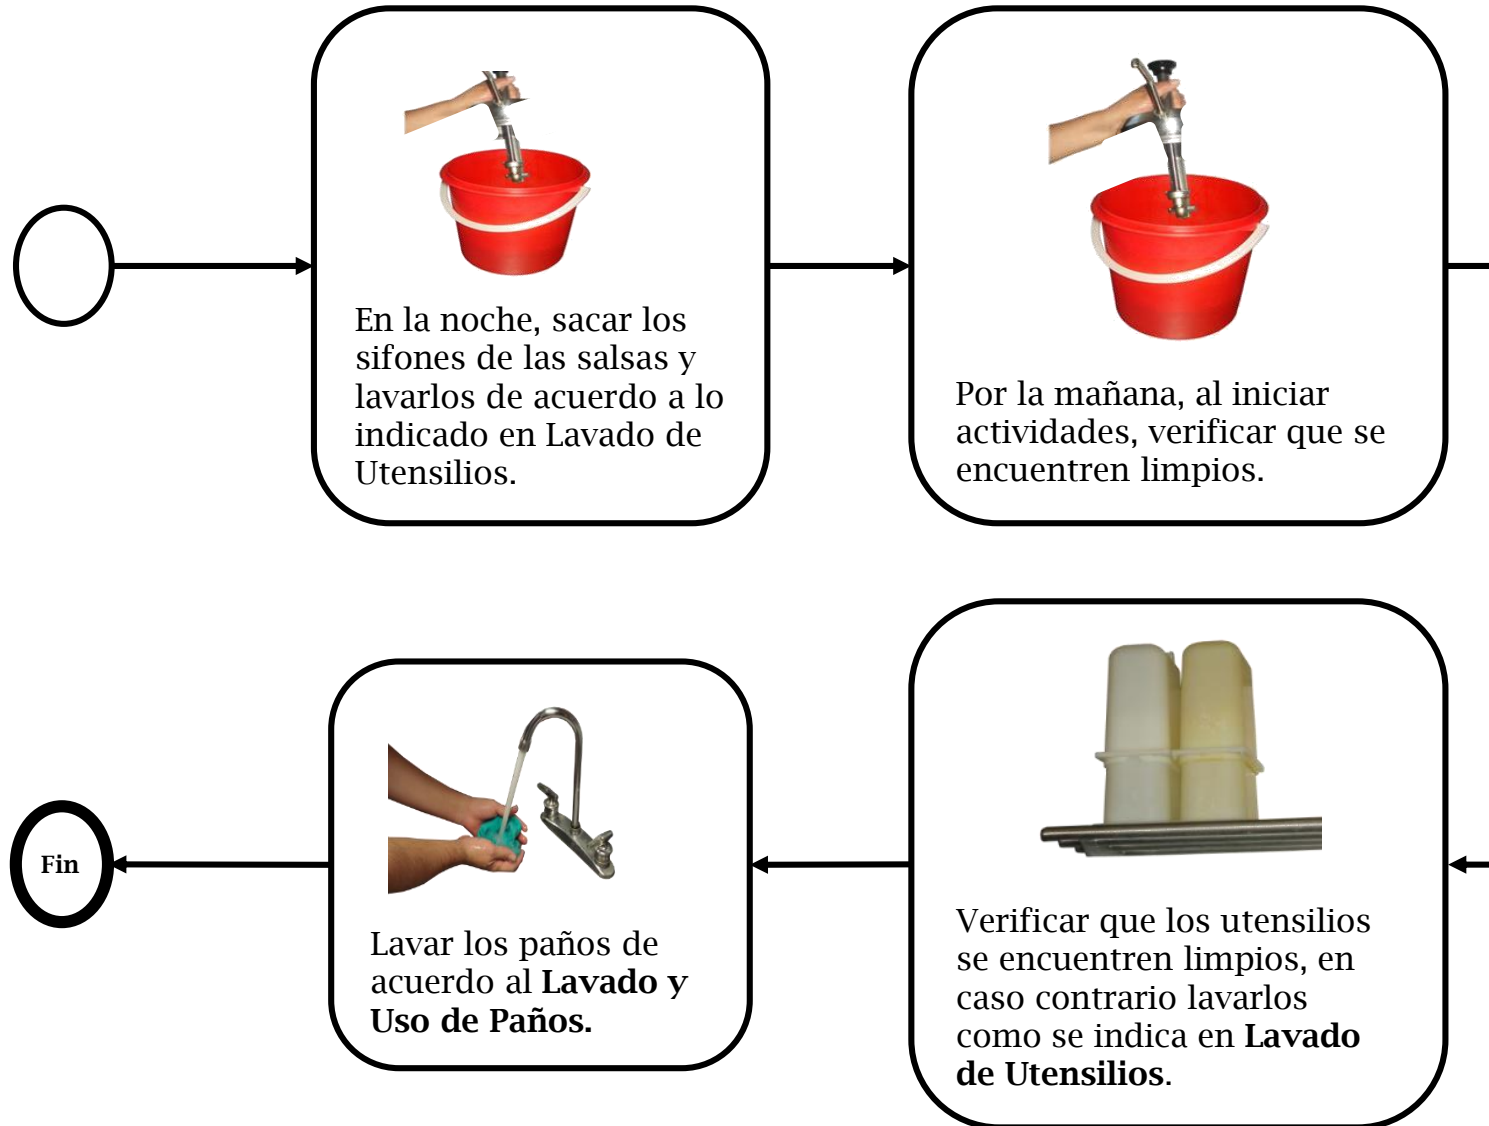 En la noche, sacar los
sifones de las salsas y
lavarlos de acuerdo a lo
indicado en Lavado de
Utensilios.
Por la mañana, al iniciar
actividades, verificar que se
encuentren limpios.
Verificar que los utensilios
se encuentren limpios, en
caso contrario lavarlos
como se indica en Lavado
de Utensilios.
Lavar los paños de
acuerdo al Lavado y
Uso de Paños.
Fin